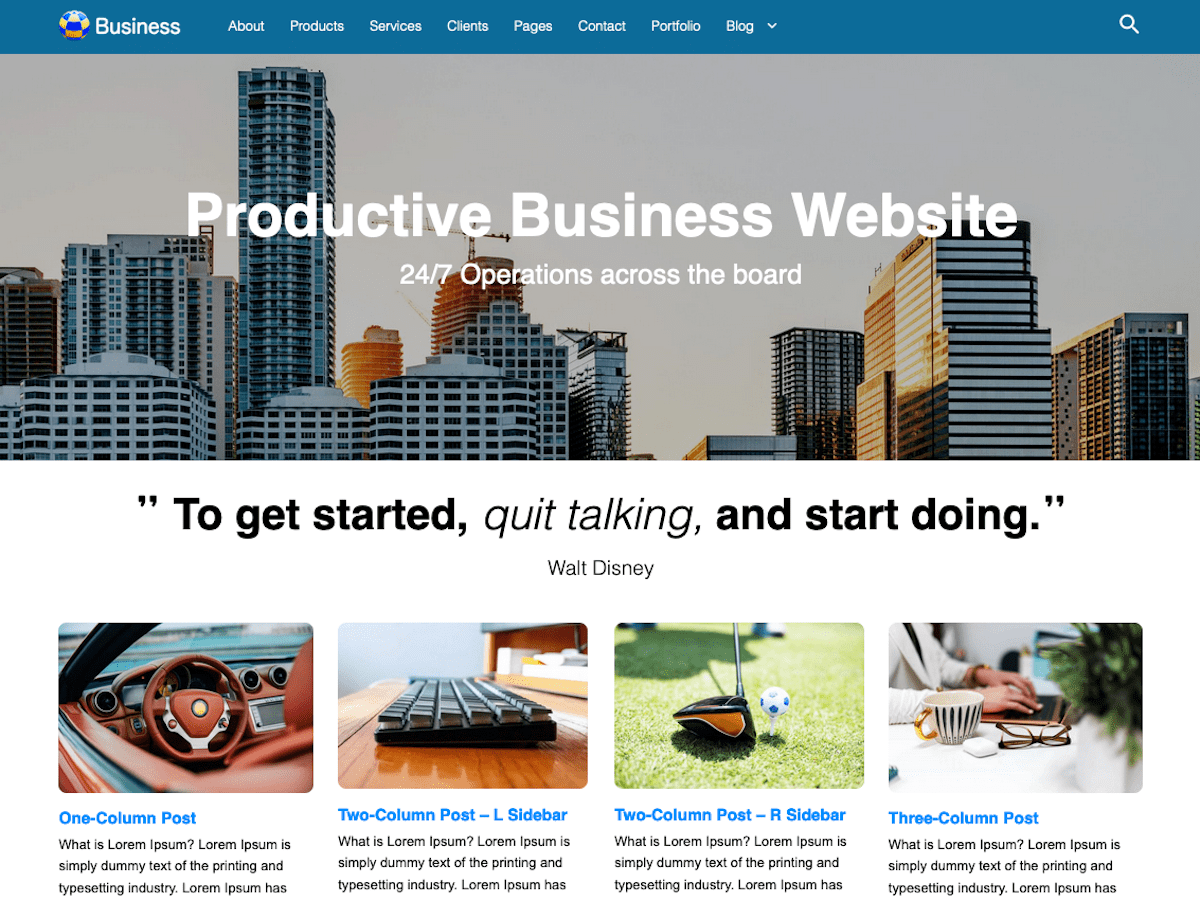 Business About Products Services Clients Pages Contact Portfolio Blog
Productive Business Website
24/7 Operations across the board
” To get started, quit talking, and start doing.”
Walt Disney
One-Column Post
What is Lorem Ipsum? Lorem Ipsum is
simply dummy text of the printing and
typesetting industry. Lorem Ipsum has
Two-Column Post – L Sidebar
What is Lorem Ipsum? Lorem Ipsum is
simply dummy text of the printing and
typesetting industry. Lorem Ipsum has
Two-Column Post – R Sidebar
What is Lorem Ipsum? Lorem Ipsum is
simply dummy text of the printing and
typesetting industry. Lorem Ipsum has
Three-Column Post
What is Lorem Ipsum? Lorem Ipsum is
simply dummy text of the printing and
typesetting industry. Lorem Ipsum has